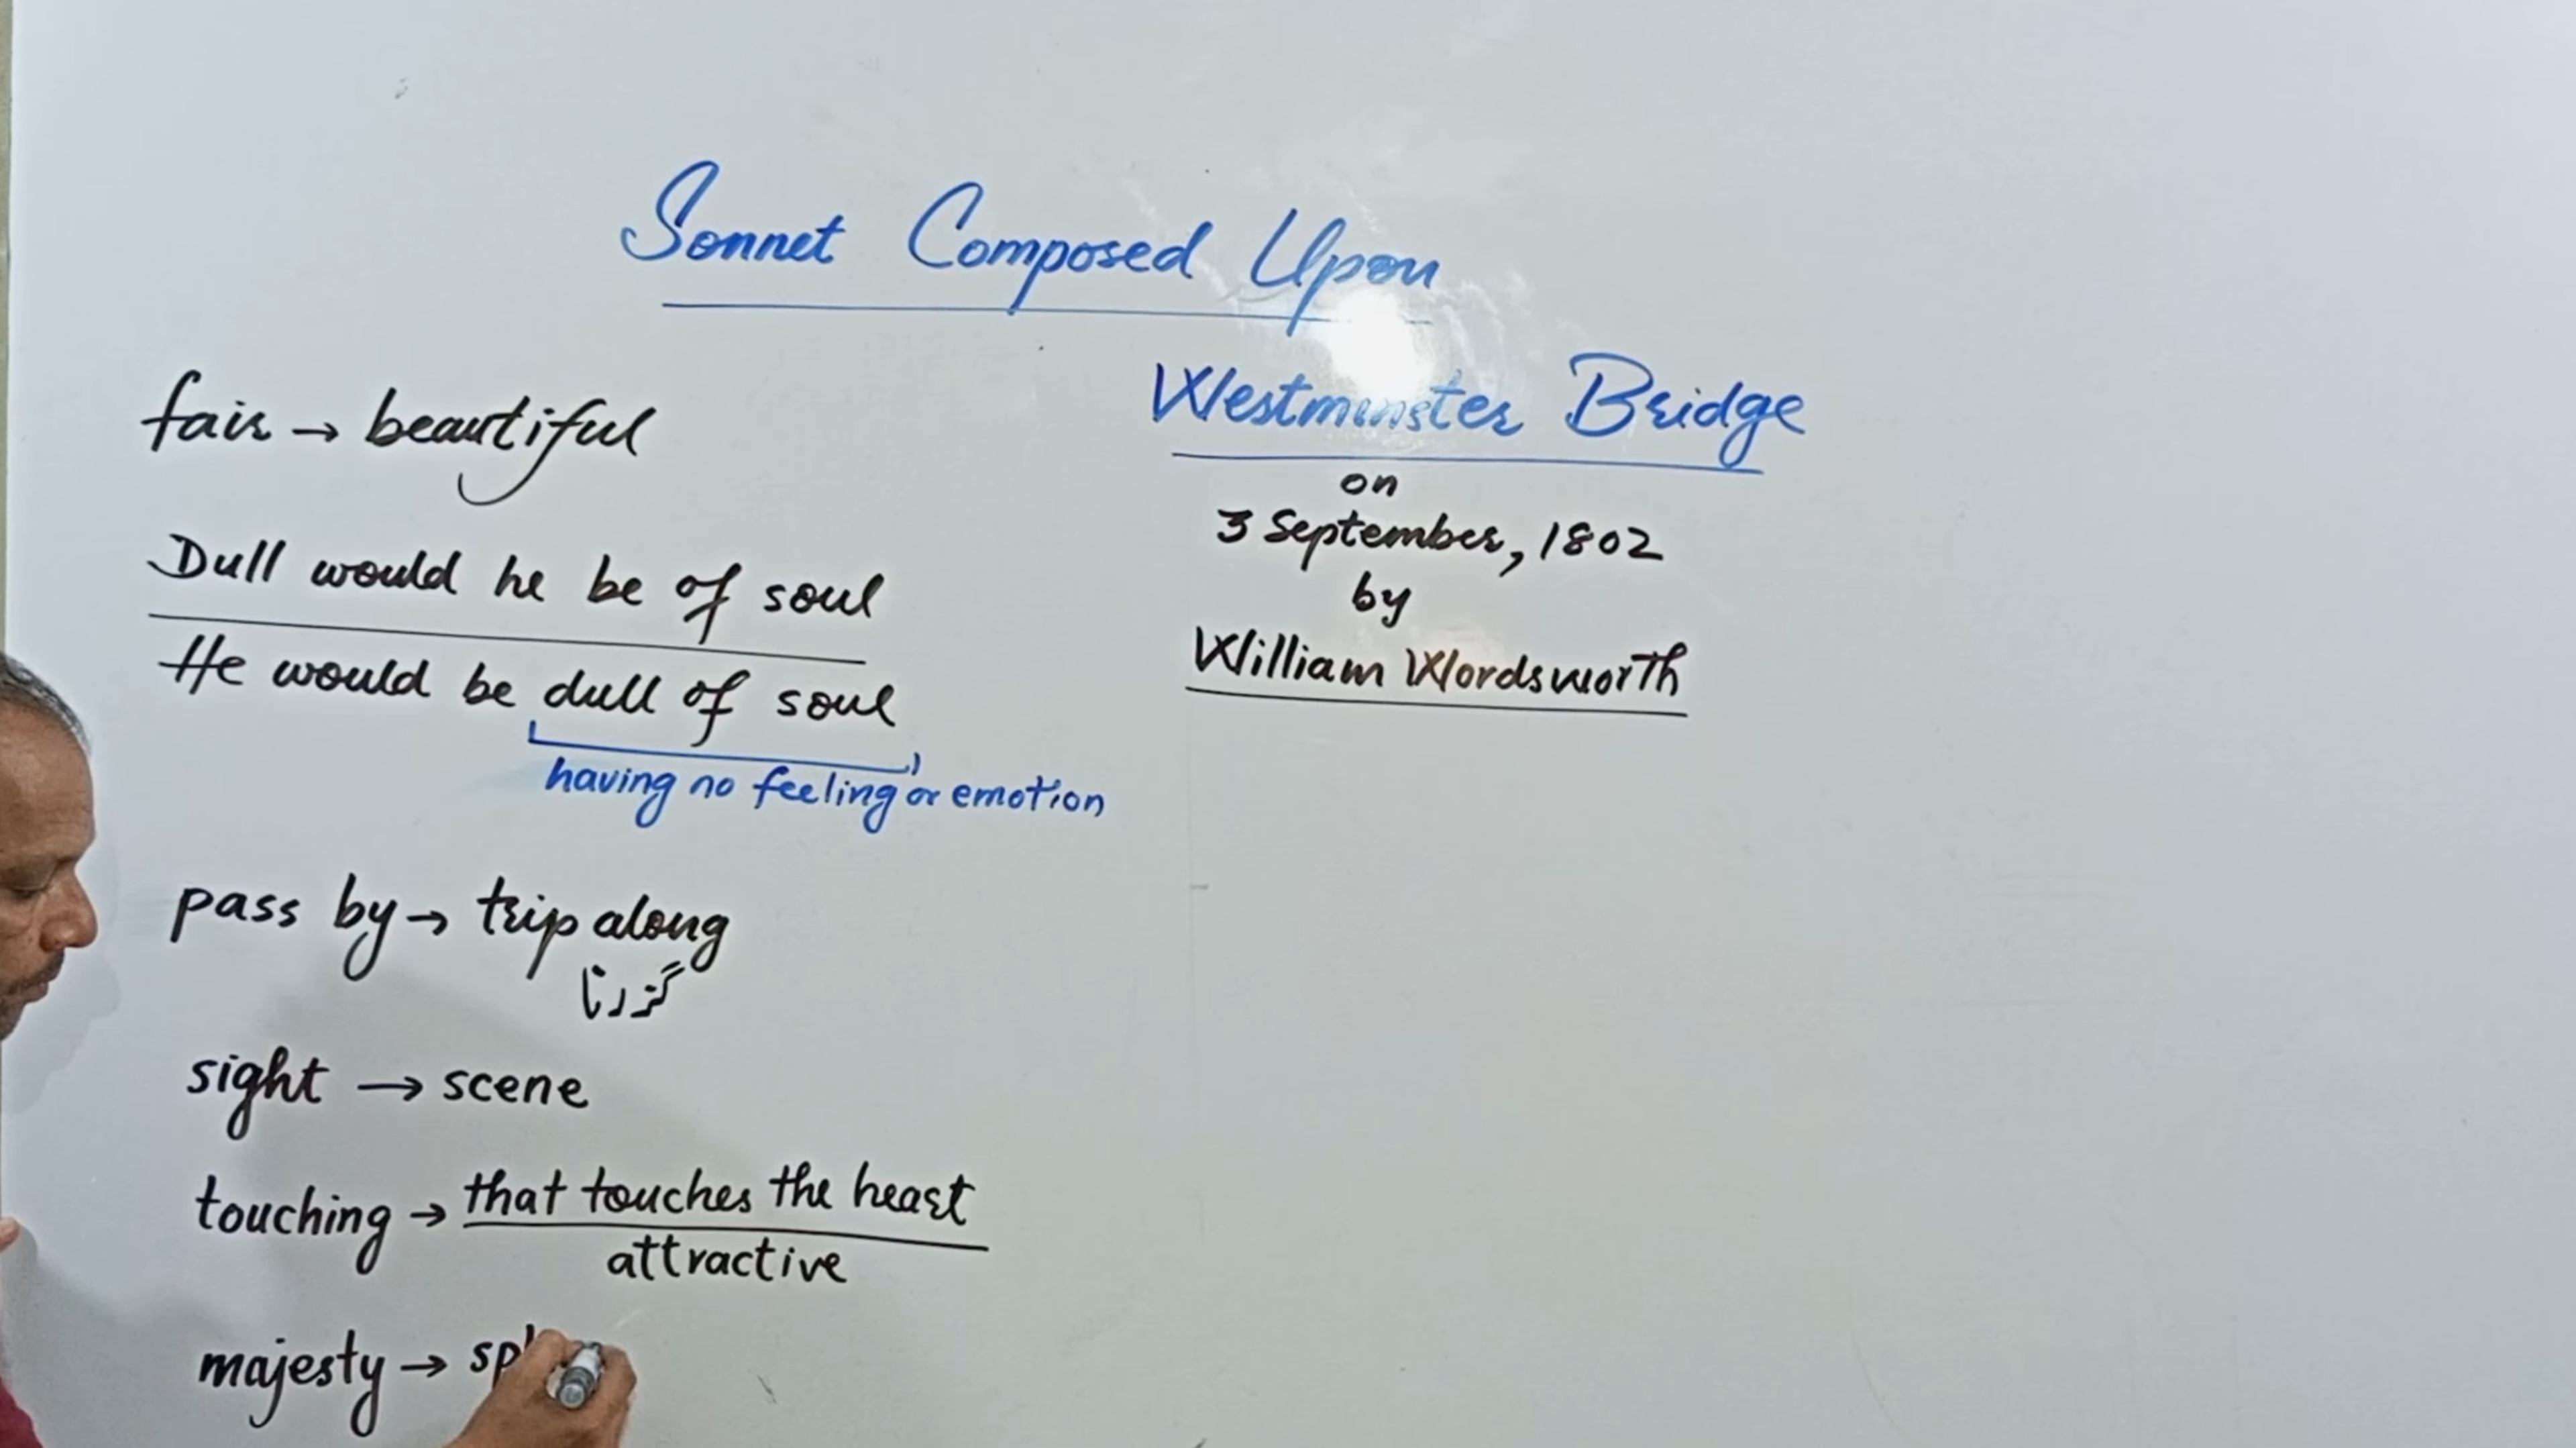 Sonnet Composed Upon
Westminster Bridge
on
3 September, 1802
by
William Wordsworth
fair → beautiful
Dull would he be of soul
He would be dull of soul
having no feeling or emotion
pass by → trip along
گزرنا
sight → scene
touching → that touches the heart
attractive
majesty →